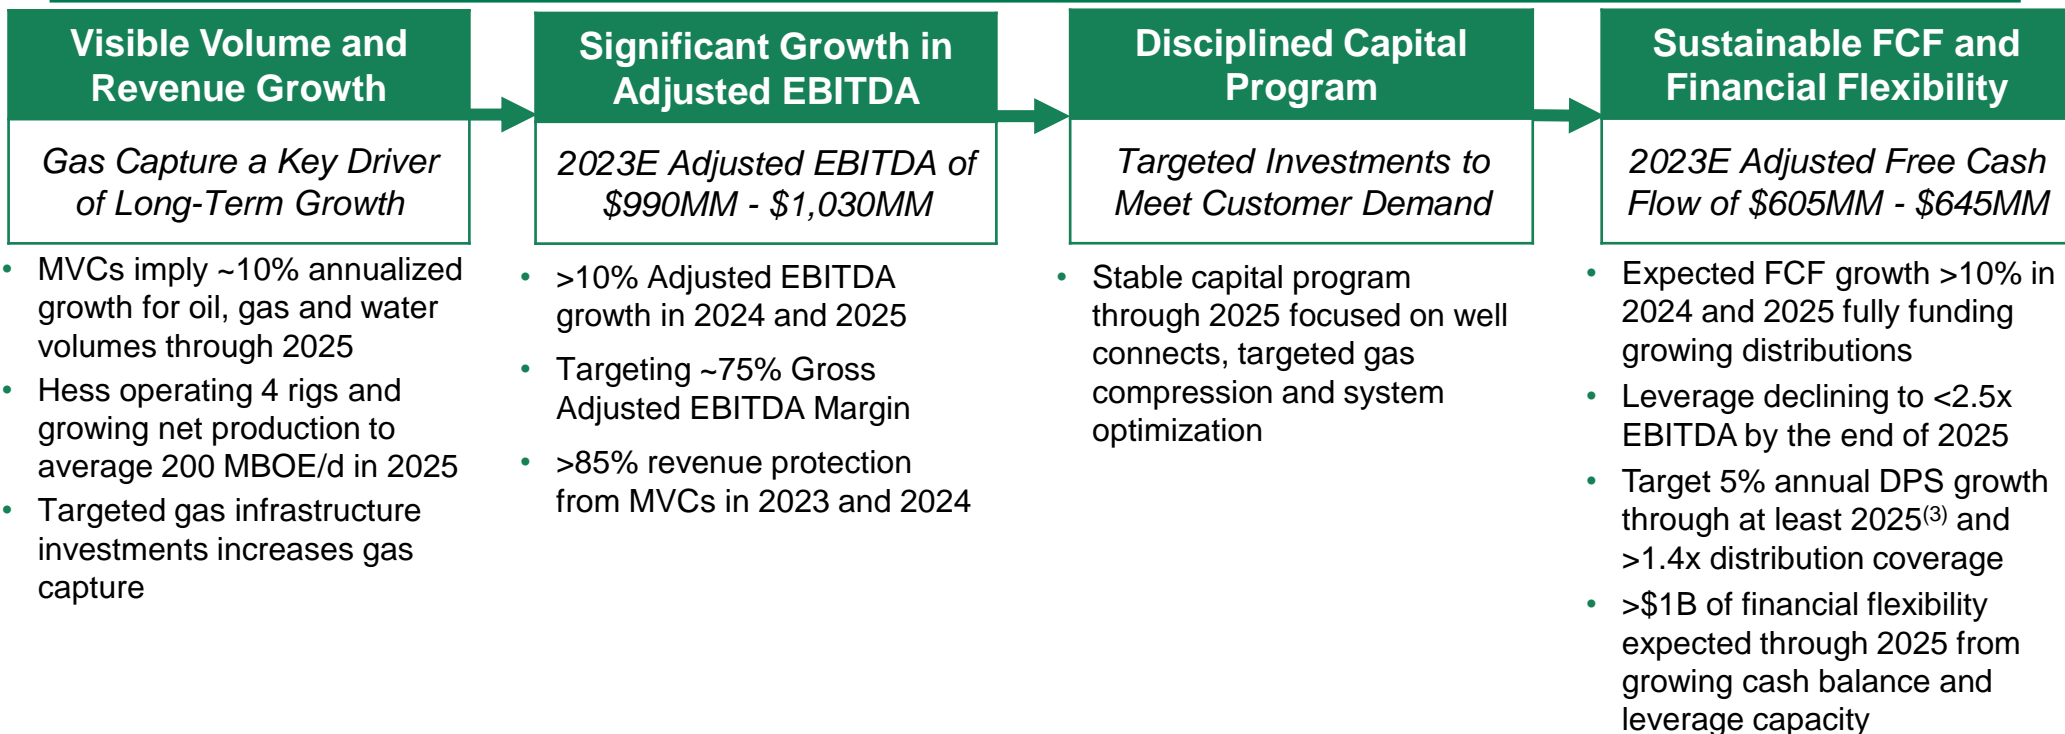 Visible Volume and
Revenue Growth
Gas Capture a Key Driver
of Long-Term Growth
• MVCs imply ~10% annualized
growth for oil, gas and water
volumes through 2025
• Hess operating 4 rigs and
growing net production to
average 200 MBOE/d in 2025
• Targeted gas infrastructure
investments increases gas
capture
Significant Growth in
Adjusted EBITDA
2023E Adjusted EBITDA of
$990MM - $1,030MM
• >10% Adjusted EBITDA
growth in 2024 and 2025
• Targeting ~75% Gross
Adjusted EBITDA Margin
• >85% revenue protection
from MVCs in 2023 and 2024
Disciplined Capital
Program
Targeted Investments to
Meet Customer Demand
• Stable capital program
through 2025 focused on well
connects, targeted gas
compression and system
optimization
Sustainable FCF and
Financial Flexibility
2023E Adjusted Free Cash
Flow of $605MM - $645MM
• Expected FCF growth >10% in
2024 and 2025 fully funding
growing distributions
• Leverage declining to <2.5x
EBITDA by the end of 2025
• Target 5% annual DPS growth
through at least 2025(3) and
>1.4x distribution coverage
• >$1B of financial flexibility
expected through 2025 from
growing cash balance and
leverage capacity